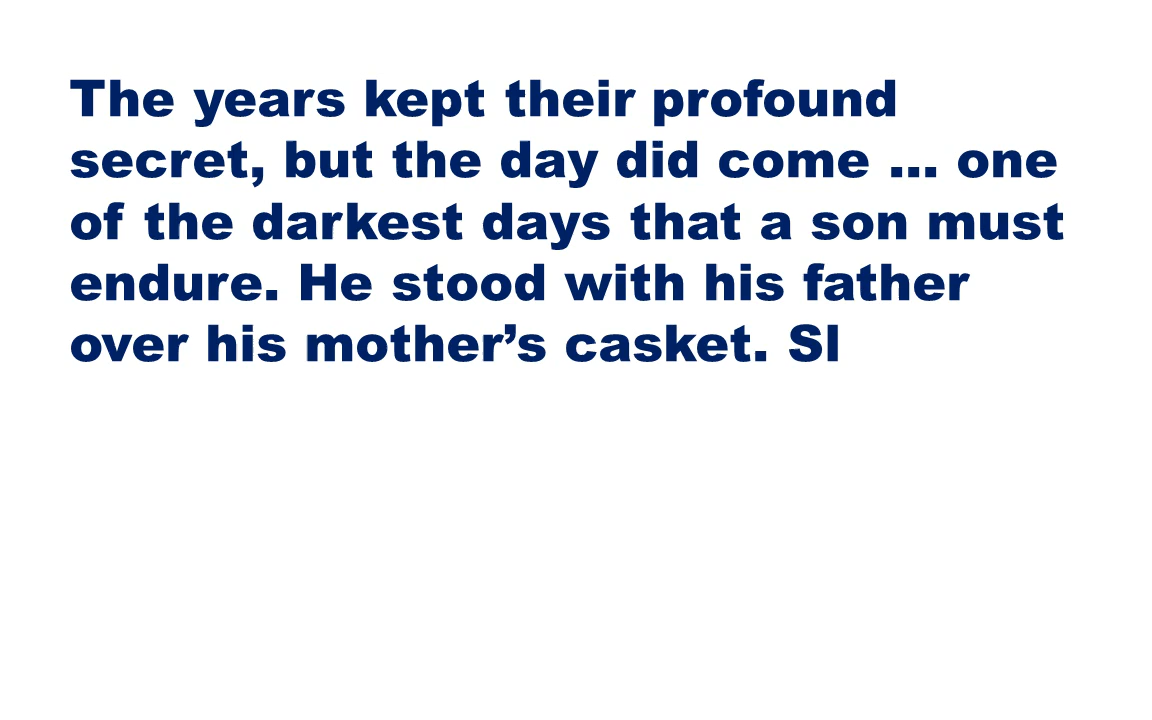 The years kept their profound
secret, but the day did come … one
of the darkest days that a son must
endure. He stood with his father
over his mother’s casket. Sl